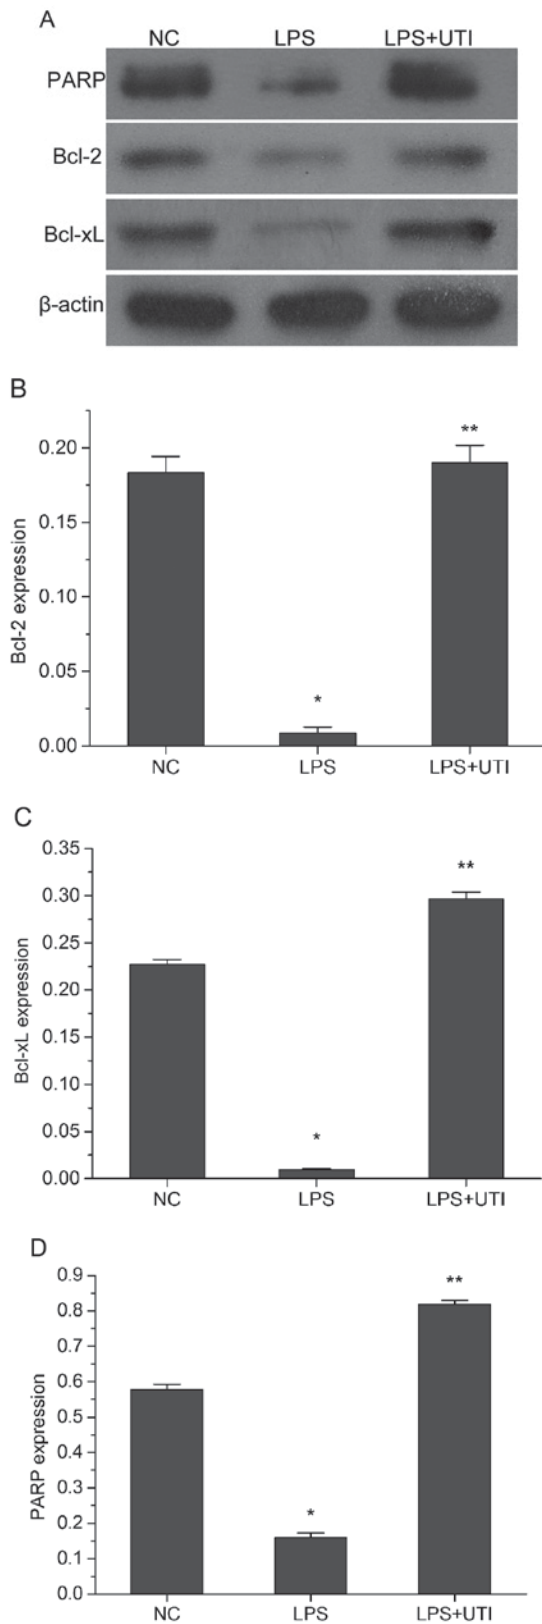 A
NC LPS LPS+UTI
PARP
Bcl-2
Bcl-xL
β-actin
B
Bcl-2 expression
0.20
0.15
0.10
0.05
0.00
**
*
NC LPS LPS+UTI
C
Bcl-xL expression
0.35
0.30
0.25
0.20
0.15
0.10
0.05
0.00
**
*
NC LPS LPS+UTI
D
PARP expression
0.9
0.8
0.7
0.6
0.5
0.4
0.3
0.2
0.1
0.0
**
*
NC LPS LPS+UTI